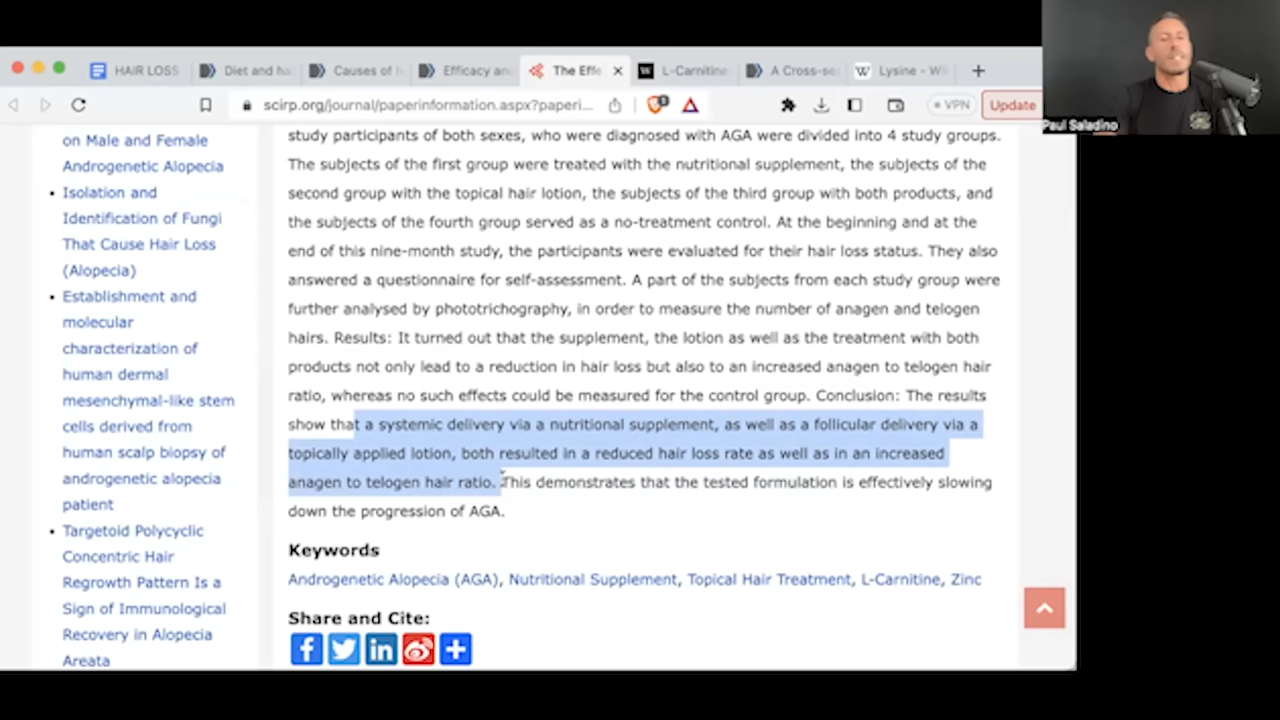 HAIR LOSS
Diet and ha
Causes of h
Efficacy an
The Effe
L-Carnitine
A Cross-se
Lysine - Wi
scirp.org/journal/paperinformation.aspx?paperi...
VPN
Update
Paul Saladino
on Male and Female
Androgenetic Alopecia
Isolation and
Identification of Fungi
That Cause Hair Loss
(Alopecia)
Establishment and
molecular
characterization of
human dermal
mesenchymal-like stem
cells derived from
human scalp biopsy of
androgenetic alopecia
patient
Targetoid Polycyclic
Concentric Hair
Regrowth Pattern Is a
Sign of Immunological
Recovery in Alopecia
Areata
study participants of both sexes, who were diagnosed with AGA were divided into 4 study groups.
The subjects of the first group were treated with the nutritional supplement, the subjects of the
second group with the topical hair lotion, the subjects of the third group with both products, and
the subjects of the fourth group served as a no-treatment control. At the beginning and at the
end of this nine-month study, the participants were evaluated for their hair loss status. They also
answered a questionnaire for self-assessment. A part of the subjects from each study group were
further analysed by phototrichography, in order to measure the number of anagen and telogen
hairs. Results: It turned out that the supplement, the lotion as well as the treatment with both
products not only lead to a reduction in hair loss but also to an increased anagen to telogen hair
ratio, whereas no such effects could be measured for the control group. Conclusion: The results
show that a systemic delivery via a nutritional supplement, as well as a follicular delivery via a
topically applied lotion, both resulted in a reduced hair loss rate as well as in an increased
anagen to telogen hair ratio. This demonstrates that the tested formulation is effectively slowing
down the progression of AGA.
Keywords
Androgenetic Alopecia (AGA), Nutritional Supplement, Topical Hair Treatment, L-Carnitine, Zinc
Share and Cite: